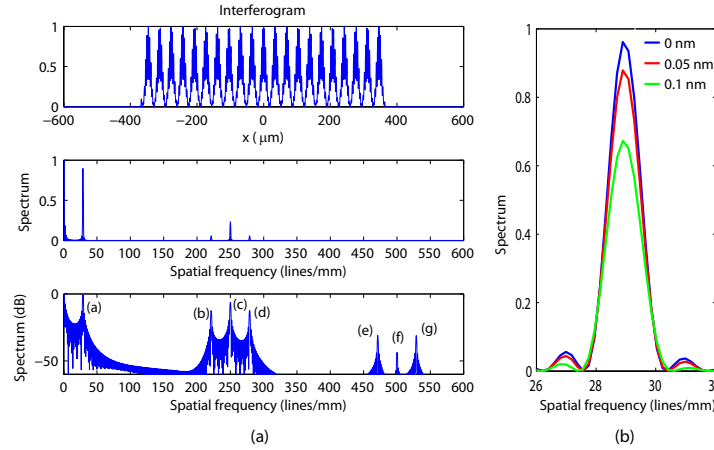 Interferogram
1
0.5
0
−600 −400 −200 0 200 400 600
x ( μm)
Spectrum
1
0.5
0
0 50 100 150 200 250 300 350 400 450 500 550 600
Spatial frequency (lines/mm)
Spectrum (dB)
0
−50
(a)
(b)
(c)
(d)
(e)
(f)
(g)
0 50 100 150 200 250 300 350 400 450 500 550 600
Spatial frequency (lines/mm)
(a)
0 nm
0.05 nm
0.1 nm
Spectrum
1
0.8
0.6
0.4
0.2
0
26 28 30 32
Spatial frequency (lines/mm)
(b)